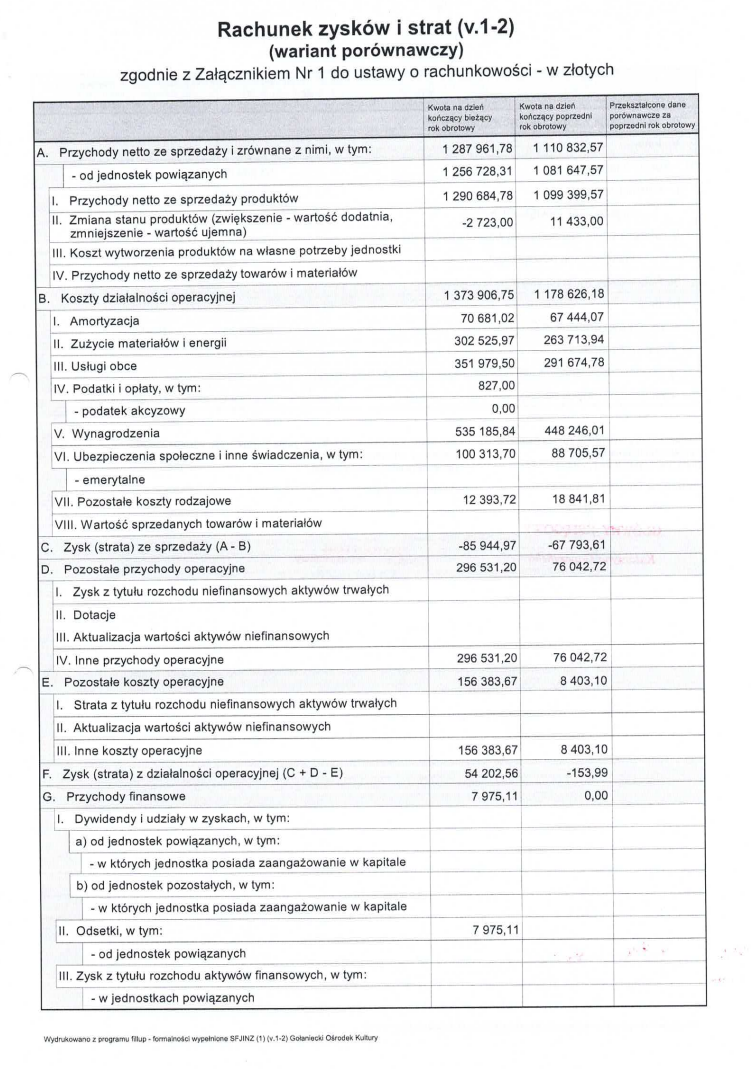 Rachunek zysków i strat (v.1-2)
(wariant porównawczy)
zgodnie z Załącznikiem Nr 1 do ustawy o rachunkowości - w złotych
Kwota na dzień kończący bieżący rok obrotowy | Kwota na dzień kończący poprzedni rok obrotowy | Przekształcone dane porównawcze za poprzedni rok obrotowy
A. Przychody netto ze sprzedaży i zrównane z nimi, w tym: 1 287 961,78 1 110 832,57
- od jednostek powiązanych 1 256 728,31 1 081 647,57
I. Przychody netto ze sprzedaży produktów 1 290 684,78 1 099 399,57
II. Zmiana stanu produktów (zwiększenie - wartość dodatnia,
zmniejszenie - wartość ujemna) -2 723,00 11 433,00
III. Koszt wytworzenia produktów na własne potrzeby jednostki
IV. Przychody netto ze sprzedaży towarów i materiałów
B. Koszty działalności operacyjnej 1 373 906,75 1 178 626,18
I. Amortyzacja 70 681,02 67 444,07
II. Zużycie materiałów i energii 302 525,97 263 713,94
III. Usługi obce 351 979,50 291 674,78
IV. Podatki i opłaty, w tym: 827,00
- podatek akcyzowy 0,00
V. Wynagrodzenia 535 185,84 448 246,01
VI. Ubezpieczenia społeczne i inne świadczenia, w tym: 100 313,70 88 705,57
- emerytalne
VII. Pozostałe koszty rodzajowe 12 393,72 18 841,81
VIII. Wartość sprzedanych towarów i materiałów
C. Zysk (strata) ze sprzedaży (A - B) -85 944,97 -67 793,61
D. Pozostałe przychody operacyjne 296 531,20 76 042,72
I. Zysk z tytułu rozchodu niefinansowych aktywów trwałych
II. Dotacje
III. Aktualizacja wartości aktywów niefinansowych
IV. Inne przychody operacyjne 296 531,20 76 042,72
E. Pozostałe koszty operacyjne 156 383,67 8 403,10
I. Strata z tytułu rozchodu niefinansowych aktywów trwałych
II. Aktualizacja wartości aktywów niefinansowych
III. Inne koszty operacyjne 156 383,67 8 403,10
F. Zysk (strata) z działalności operacyjnej (C + D - E) 54 202,56 -153,99
G. Przychody finansowe 7 975,11 0,00
I. Dywidendy i udziały w zyskach, w tym:
a) od jednostek powiązanych, w tym:
- w których jednostka posiada zaangażowanie w kapitale
b) od jednostek pozostałych, w tym:
- w których jednostka posiada zaangażowanie w kapitale
II. Odsetki, w tym: 7 975,11
- od jednostek powiązanych
III. Zysk z tytułu rozchodu aktywów finansowych, w tym:
- w jednostkach powiązanych
Wydrukowano z programu fillup - formalności wypełnione SFJINZ (1) (v.1-2) Gołaniecki Ośrodek Kultury